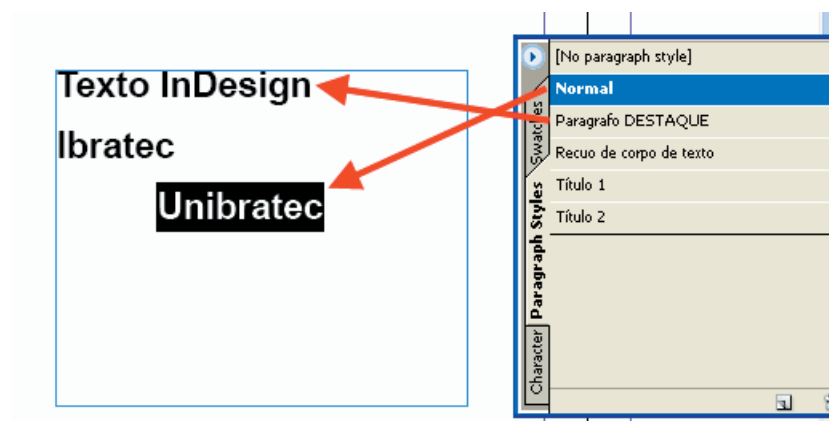 Texto InDesign
Ibratec
Unibratec
[No paragraph style]
Normal
Paragrafo DESTAQUE
Recuo de corpo de texto
Título 1
Título 2
Swatches
Paragraph Styles
Character